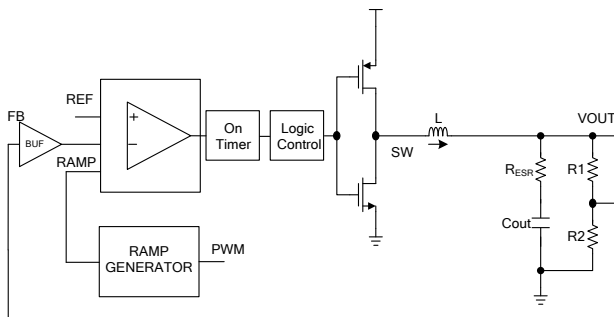 FB
BUF
REF
RAMP
+
−
On
Timer
Logic
Control
RAMP
GENERATOR
PWM
SW
L
VOUT
RESR
R1
Cout
R2